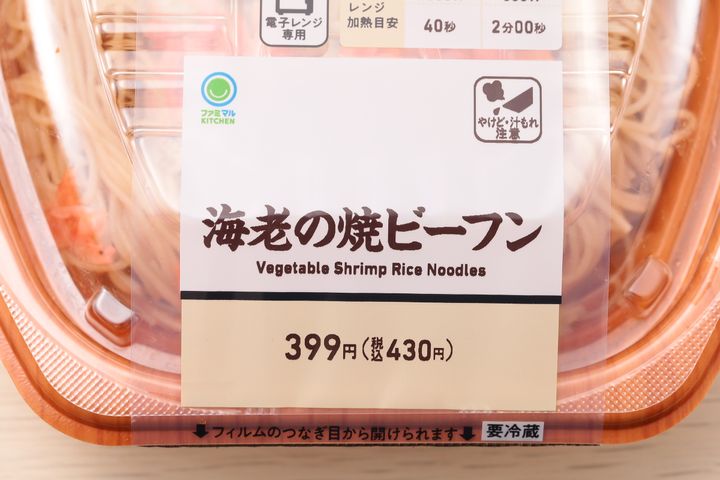 電子レンジ
専用
レンジ
加熱目安
40秒
2分00秒
ファミマル
KITCHEN
やけど・汁もれ
注意
海老の焼ビーフン
Vegetable Shrimp Rice Noodles
399円(税込430円)
⬇フィルムのつなぎ目から開けられます⬇ 要冷蔵